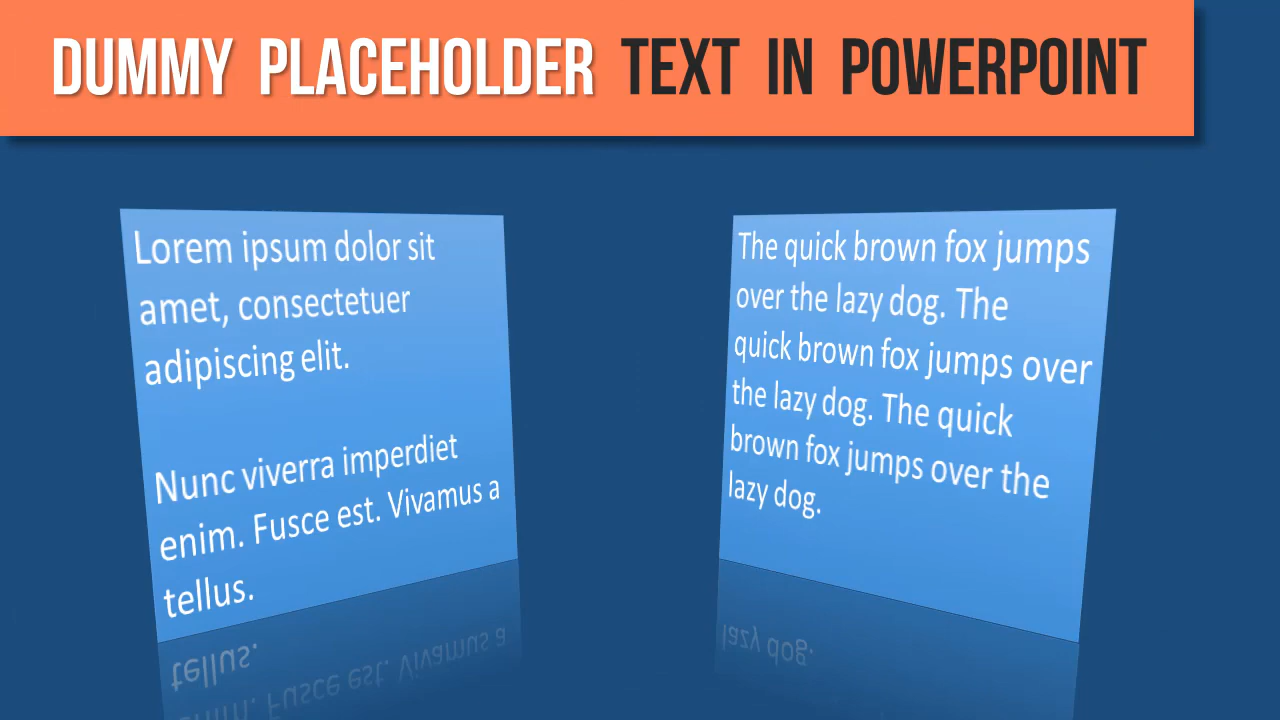 DUMMY PLACEHOLDER TEXT IN POWERPOINT
Lorem ipsum dolor sit
amet, consectetuer
adipiscing elit.
Nunc viverra imperdiet
enim. Fusce est. Vivamus a
tellus.
The quick brown fox jumps
over the lazy dog. The
quick brown fox jumps over
the lazy dog. The quick
brown fox jumps over the
lazy dog.